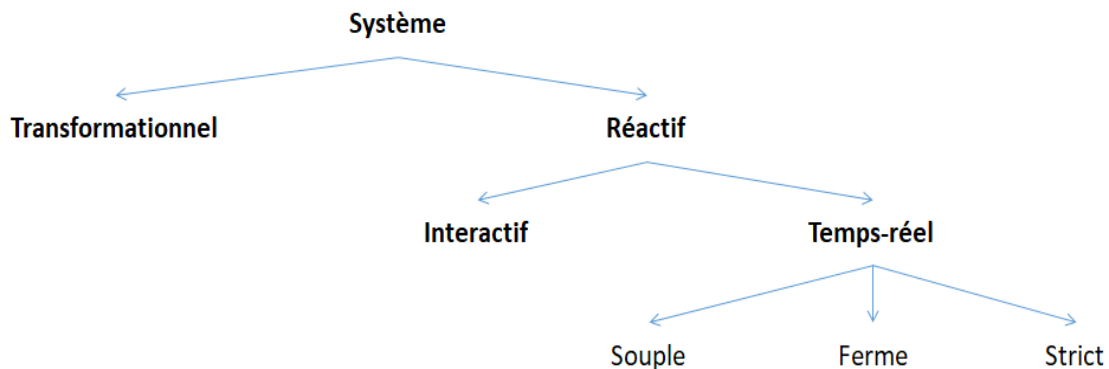 Système
Transformationnel
Réactif
Interactif
Temps-réel
Souple
Ferme
Strict